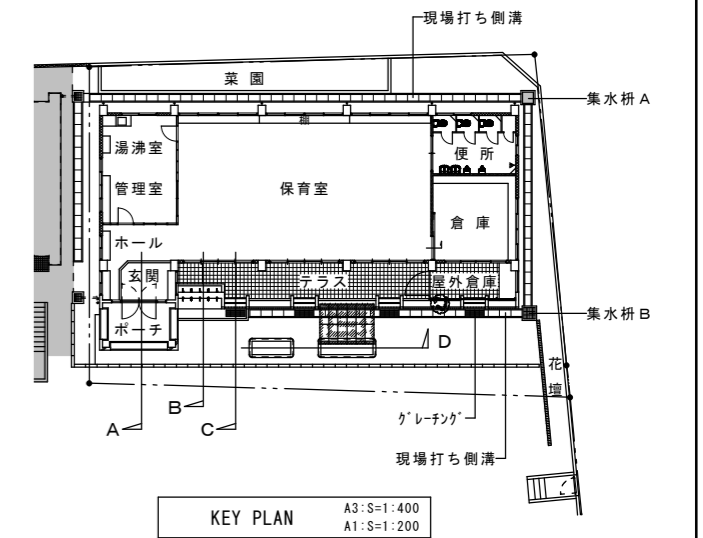 現場打ち側溝
菜園
集水枡A
棚
湯沸室
便所
管理室
保育室
倉庫
ホール
玄関
テラス
屋外倉庫
集水枡B
ポーチ
D
花壇
B
A
C
グレーチング
現場打ち側溝
KEY PLAN
A3:S=1:400
A1:S=1:200